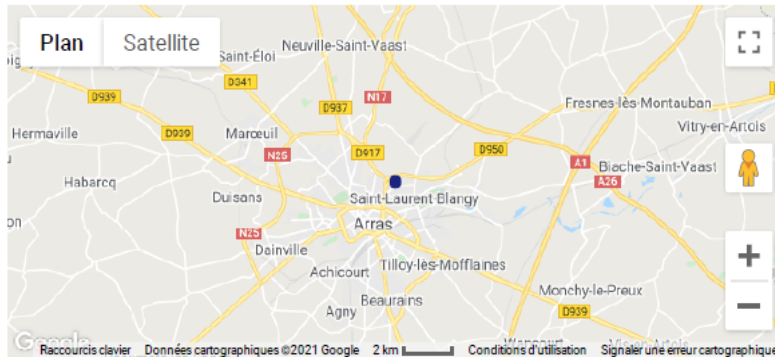 Plan Satellite
Neuville-Saint-Vaast
Saint-Éloi
D341
D939
N17
D937
Fresnes-lès-Montauban
Vitry-en-Artois
Hermaville
D939
Marœuil
D917
D950
N25
A1
Biache-Saint-Vaast
A26
Habarcq
Duisans
Saint-Laurent-Blangy
Arras
N25
Dainville
Tilloy-lès-Mofflaines
Achicourt
Monchy-le-Preux
Beaurains
Agny
D939
Google
Raccourcis clavier Données cartographiques ©2021 Google 2 km Conditions d'utilisation Signaler une erreur cartographique